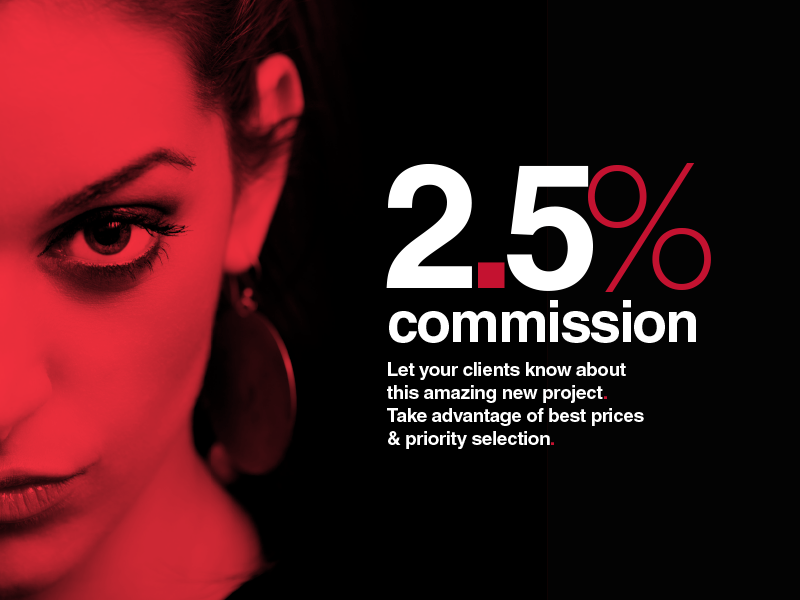 2.5%
commission
Let your clients know about
this amazing new project.
Take advantage of best prices
& priority selection.